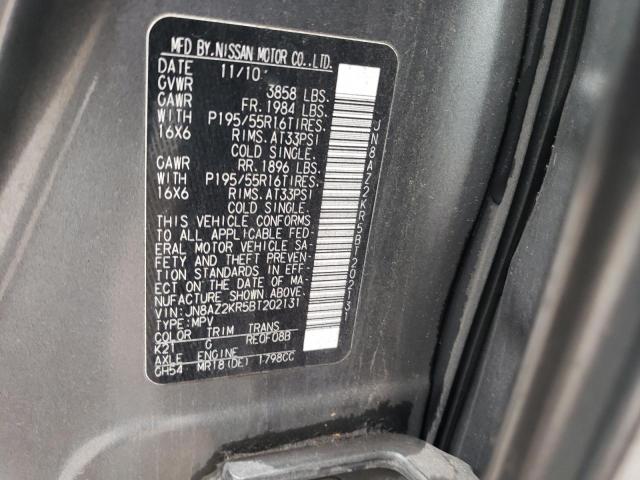 MFD BY.NISSAN MOTOR CO.,LTD.
DATE 11/10
GVWR 3858 LBS.
GAWR FR.1984 LBS.
WITH P195/55R16TIRES.
16X6 RIMS.AT33PSI
COLD SINGLE.
GAWR RR.1896 LBS.
WITH P195/55R16TIRES.
16X6 RIMS.AT33PSI
COLD SINGLE.
THIS VEHICLE CONFORMS
TO ALL APPLICABLE FED-
ERAL MOTOR VEHICLE SA-
FETY AND THEFT PREVEN-
TION STANDARDS IN EFF-
ECT ON THE DATE OF MA-
NUFACTURE SHOWN ABOVE.
VIN:JN8AZ2KR5BT202131
TYPE:MPV
COLOR TRIM TRANS
K21 G RE0F08B
AXLE ENGINE
GH54 MR18(DE) 1798CC
JN8AZ2KR5BT202131